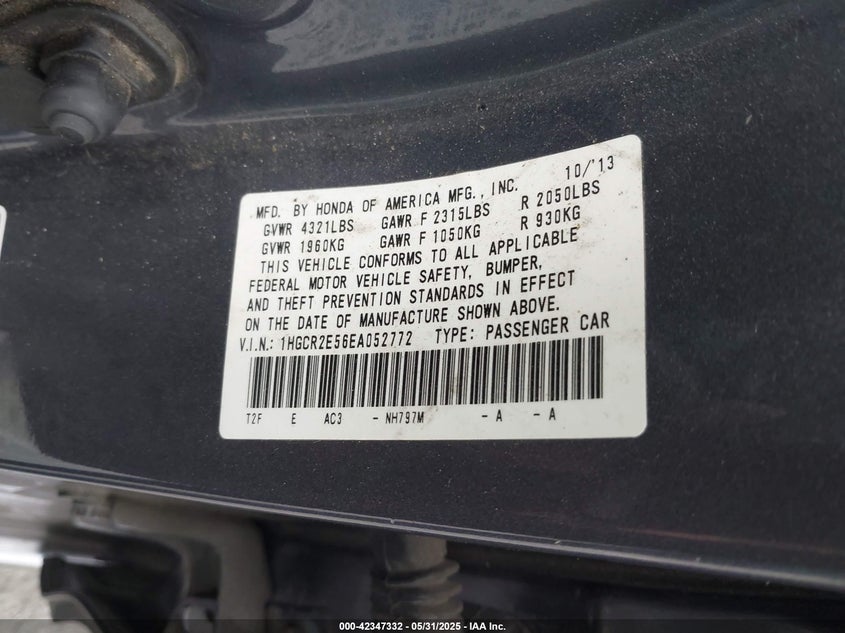 MFD. BY HONDA OF AMERICA MFG., INC. 10/'13
GVWR 4321LBS GAWR F 2315LBS R 2050LBS
GVWR 1960KG GAWR F 1050KG R 930KG
THIS VEHICLE CONFORMS TO ALL APPLICABLE
FEDERAL MOTOR VEHICLE SAFETY, BUMPER,
AND THEFT PREVENTION STANDARDS IN EFFECT
ON THE DATE OF MANUFACTURE SHOWN ABOVE.
V.I.N.: 1HGCR2E56EA052772 TYPE: PASSENGER CAR
T2F E AC3 - NH797M - A - A
000-42347332 - 05/31/2025 - IAA Inc.